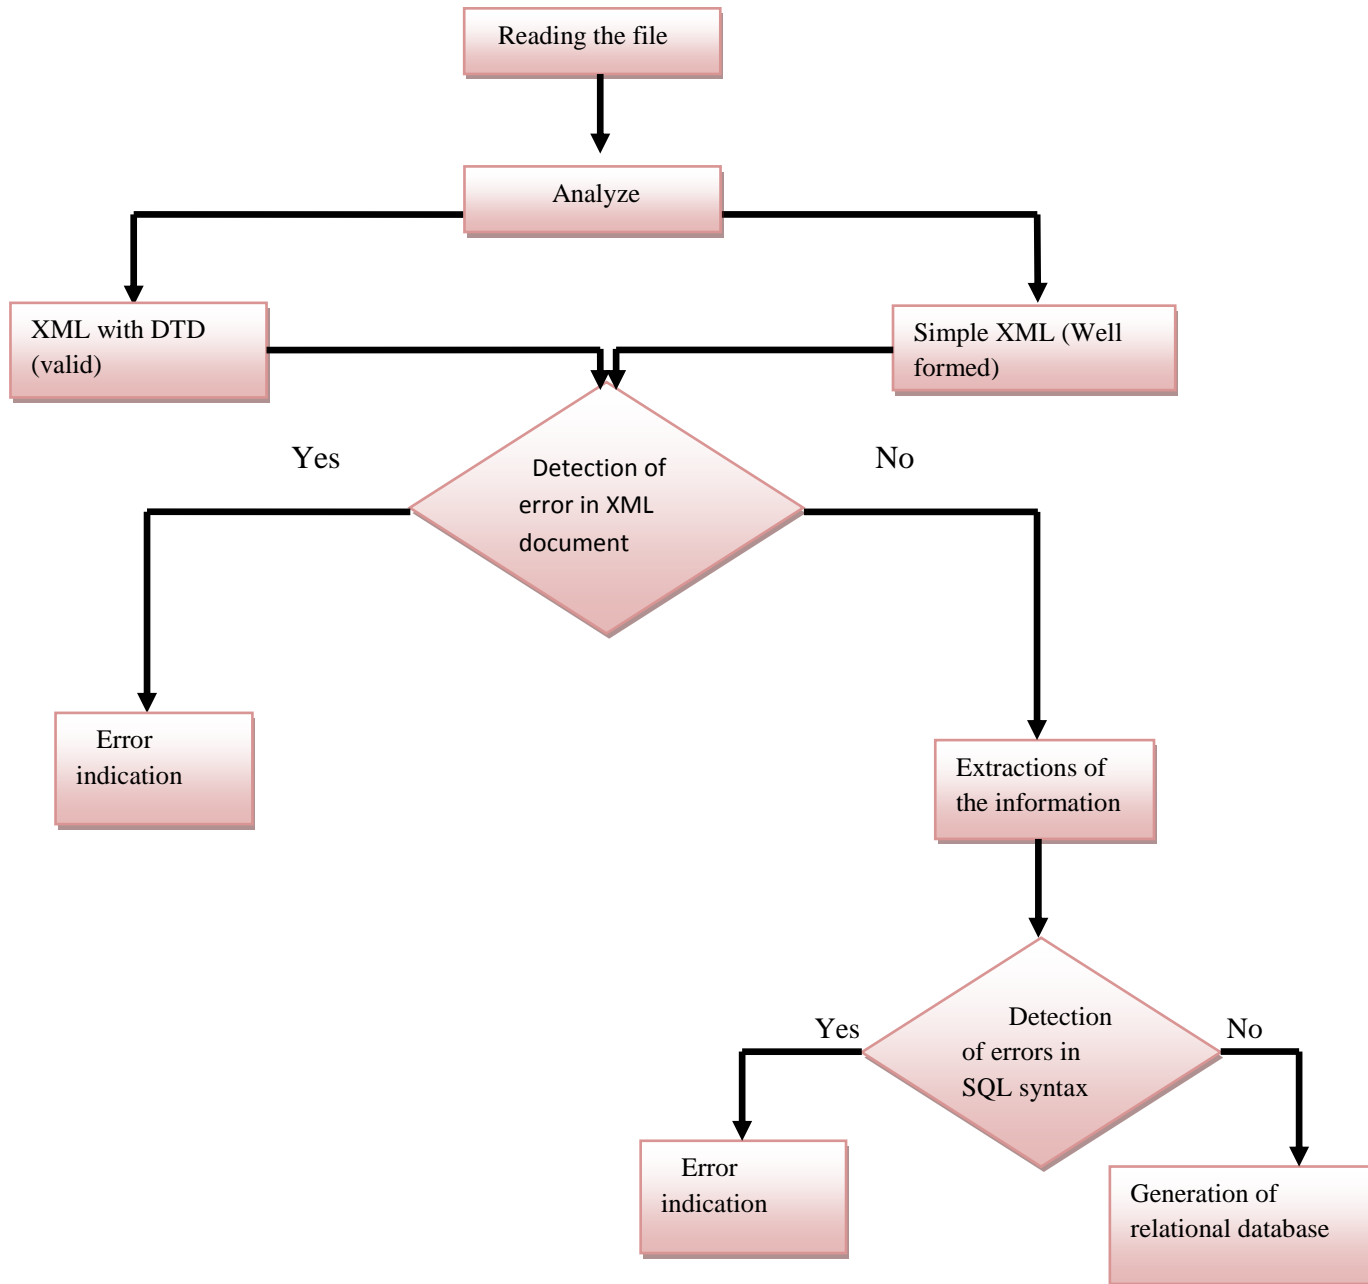 Reading the file
Analyze
XML with DTD
(valid)
Simple XML (Well
formed)
Yes
No
Detection of
error in XML
document
Error
indication
Extractions of
the information
Yes
No
Detection
of errors in
SQL syntax
Error
indication
Generation of
relational database